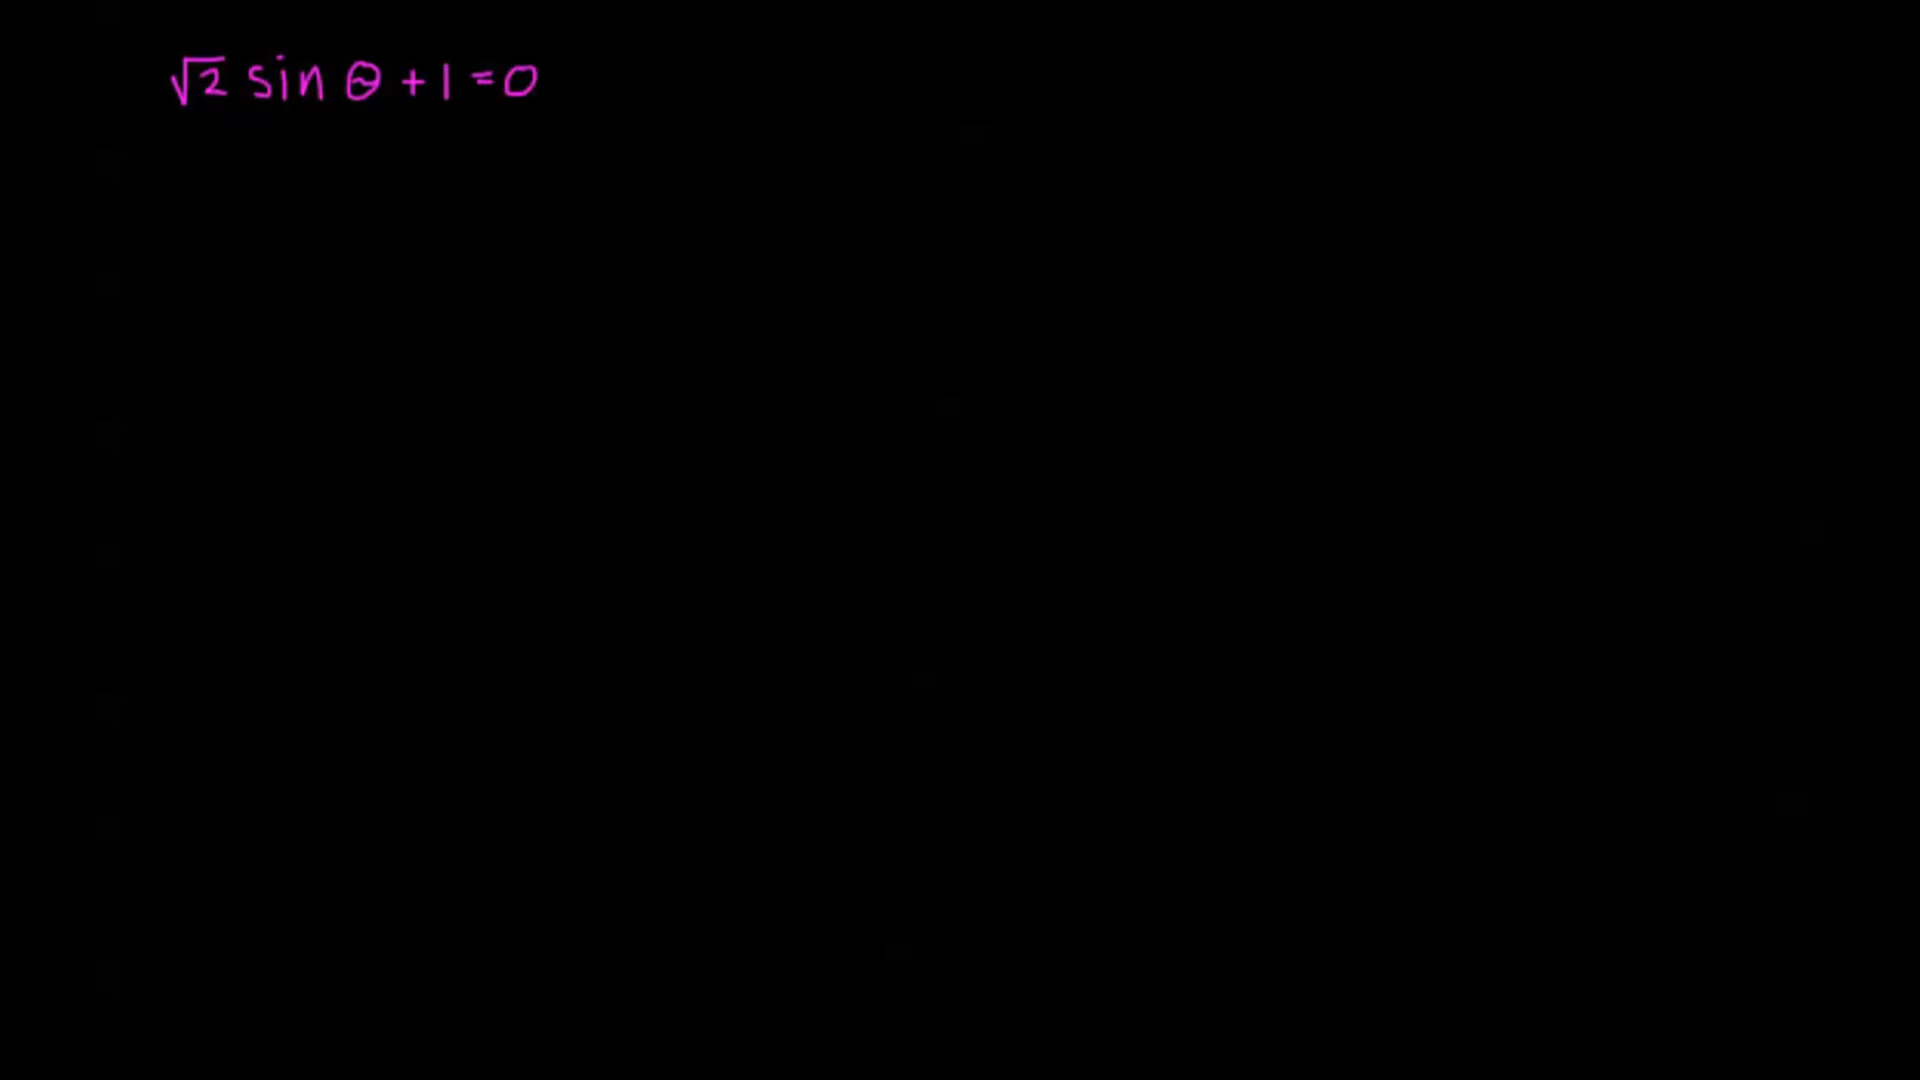 √2 sin θ + 1 = 0